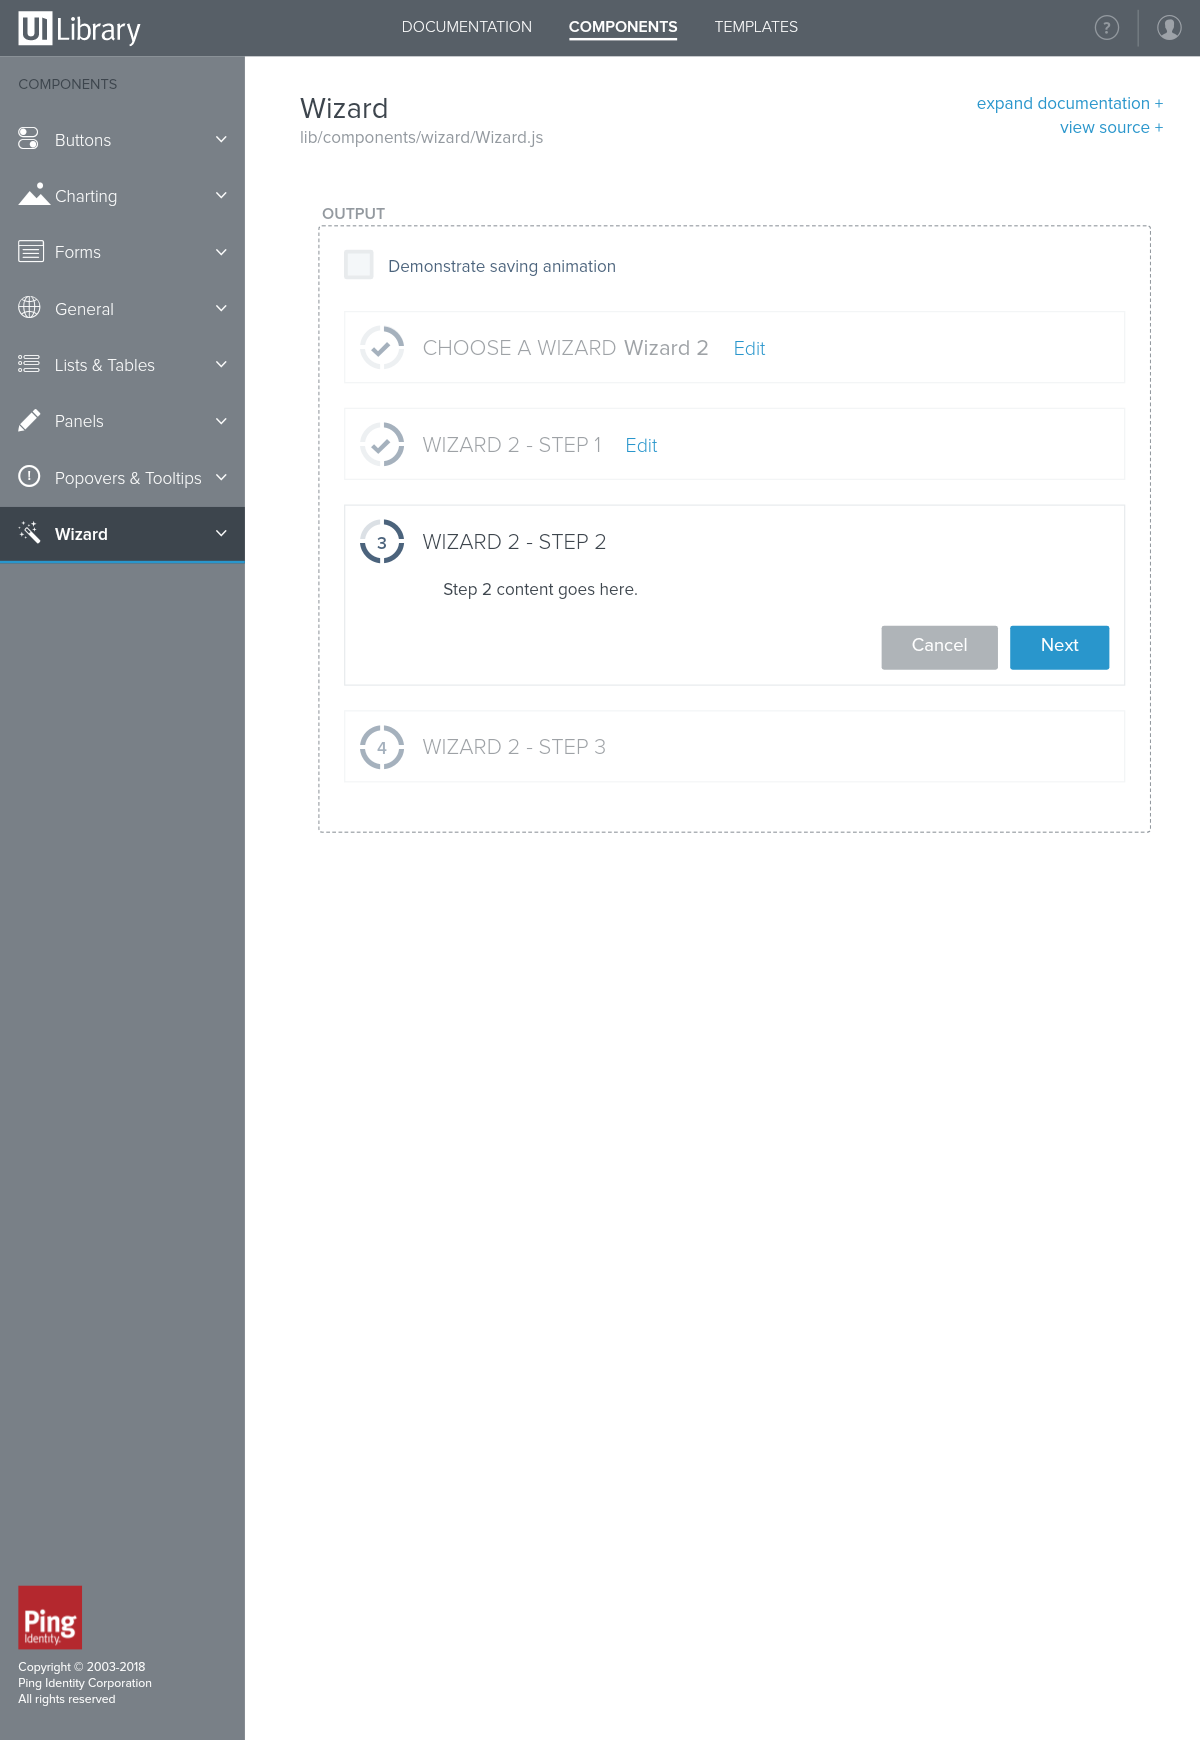 UI Library
DOCUMENTATION
COMPONENTS
TEMPLATES
?
COMPONENTS
Buttons
Charting
Forms
General
Lists & Tables
Panels
Popovers & Tooltips
Wizard
Wizard
lib/components/wizard/Wizard.js
expand documentation +
view source +
OUTPUT
Demonstrate saving animation
CHOOSE A WIZARD Wizard 2 Edit
WIZARD 2 - STEP 1 Edit
3 WIZARD 2 - STEP 2
Step 2 content goes here.
Cancel
Next
4 WIZARD 2 - STEP 3
Ping
Identity.
Copyright © 2003-2018
Ping Identity Corporation
All rights reserved